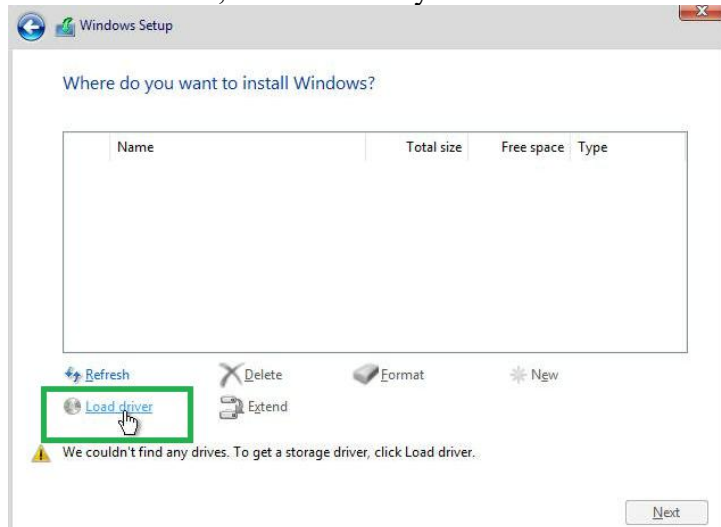 Windows Setup
Where do you want to install Windows?
Name Total size Free space Type
Refresh Delete Format New
Load driver Extend
We couldn't find any drives. To get a storage driver, click Load driver.
Next